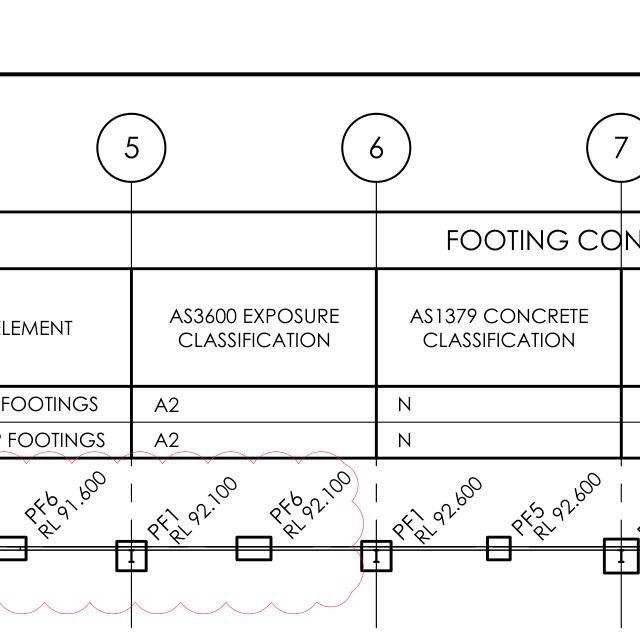 5
6
7
FOOTING CON
ELEMENT
AS3600 EXPOSURE
CLASSIFICATION
AS1379 CONCRETE
CLASSIFICATION
FOOTINGS
A2
N
P FOOTINGS
A2
N
PF6
RL 91.600
PF1
RL 92.100
PF6
RL 92.100
PF1
RL 92.600
PF5
RL 92.600